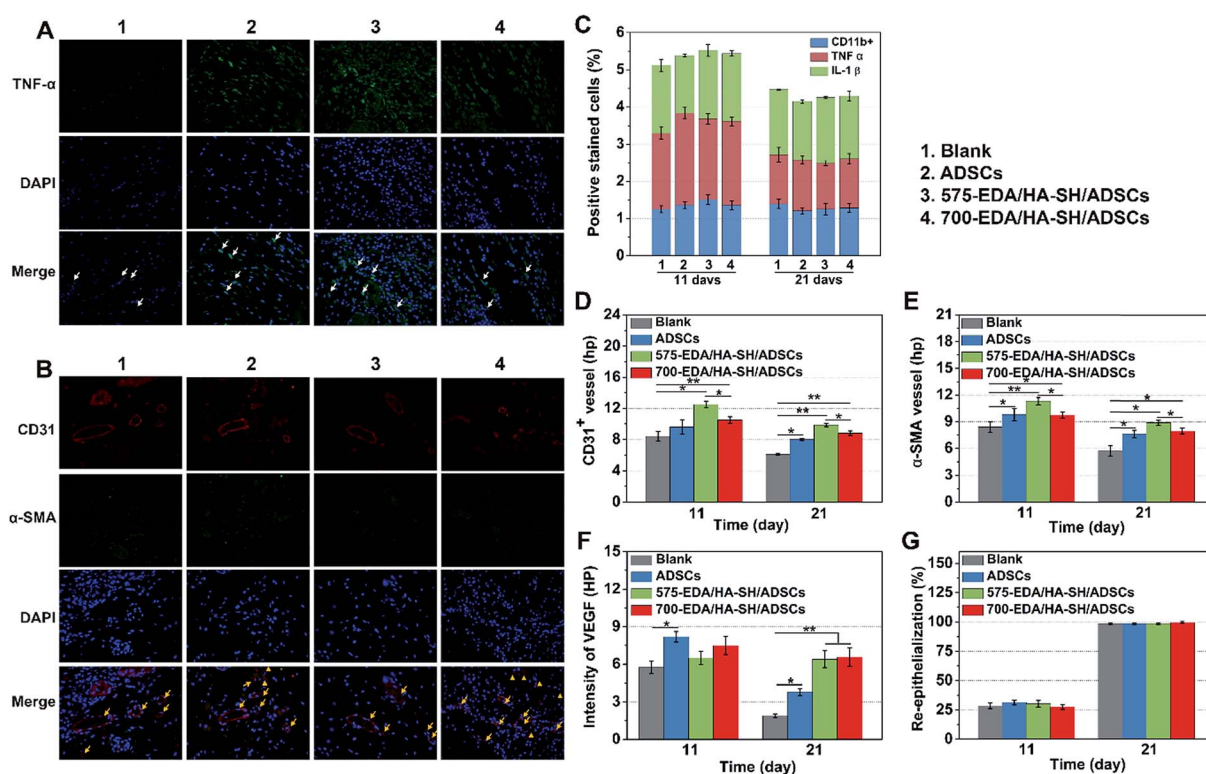 A
1 2 3 4
TNF-α
DAPI
Merge
B
1 2 3 4
CD31
α-SMA
DAPI
Merge
C
Positive stained cells (%)
6
5
4
3
2
1
0
CD11b+
TNF α
IL-1 β
1 2 3 4 1 2 3 4
11 davs 21 davs
1. Blank
2. ADSCs
3. 575-EDA/HA-SH/ADSCs
4. 700-EDA/HA-SH/ADSCs
D
CD31+ vessel (hp)
24
20
16
12
8
4
0
Blank
ADSCs
575-EDA/HA-SH/ADSCs
700-EDA/HA-SH/ADSCs
** * * ** ** * *
11 21
Time (day)
E
α-SMA vessel (hp)
21
18
15
12
9
6
3
0
Blank
ADSCs
575-EDA/HA-SH/ADSCs
700-EDA/HA-SH/ADSCs
* ** * * * * * *
11 21
Time (day)
F
Intensity of VEGF (HP)
15
12
9
6
3
0
Blank
ADSCs
575-EDA/HA-SH/ADSCs
700-EDA/HA-SH/ADSCs
* ** *
11 21
Time (day)
G
Re-epithelialization (%)
150
125
100
75
50
25
0
Blank
ADSCs
575-EDA/HA-SH/ADSCs
700-EDA/HA-SH/ADSCs
11 21
Time (day)